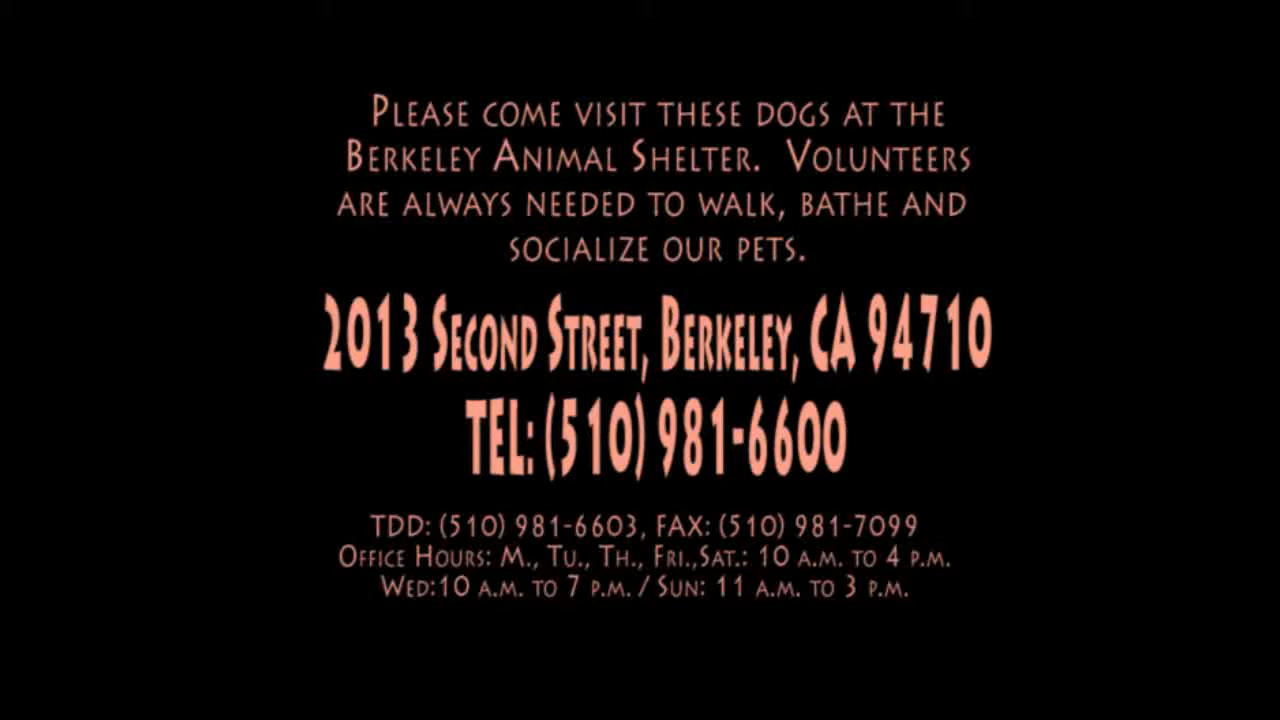 Please come visit these dogs at the
Berkeley Animal Shelter. Volunteers
are always needed to walk, bathe and
socialize our pets.
2013 Second Street, Berkeley, CA 94710
TEL: (510) 981-6600
TDD: (510) 981-6603, FAX: (510) 981-7099
Office Hours: M., Tu., Th., Fri.,Sat.: 10 a.m. to 4 p.m.
Wed:10 a.m. to 7 p.m. / Sun: 11 a.m. to 3 p.m.